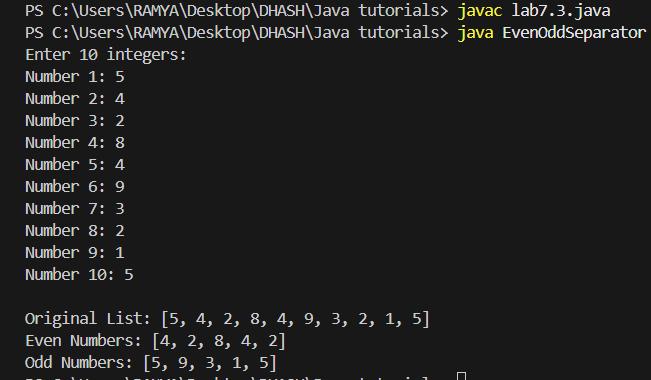 PS C:\Users\RAMYA\Desktop\DHASH\Java tutorials> javac lab7.3.java
PS C:\Users\RAMYA\Desktop\DHASH\Java tutorials> java EvenOddSeparator
Enter 10 integers:
Number 1: 5
Number 2: 4
Number 3: 2
Number 4: 8
Number 5: 4
Number 6: 9
Number 7: 3
Number 8: 2
Number 9: 1
Number 10: 5
Original List: [5, 4, 2, 8, 4, 9, 3, 2, 1, 5]
Even Numbers: [4, 2, 8, 4, 2]
Odd Numbers: [5, 9, 3, 1, 5]